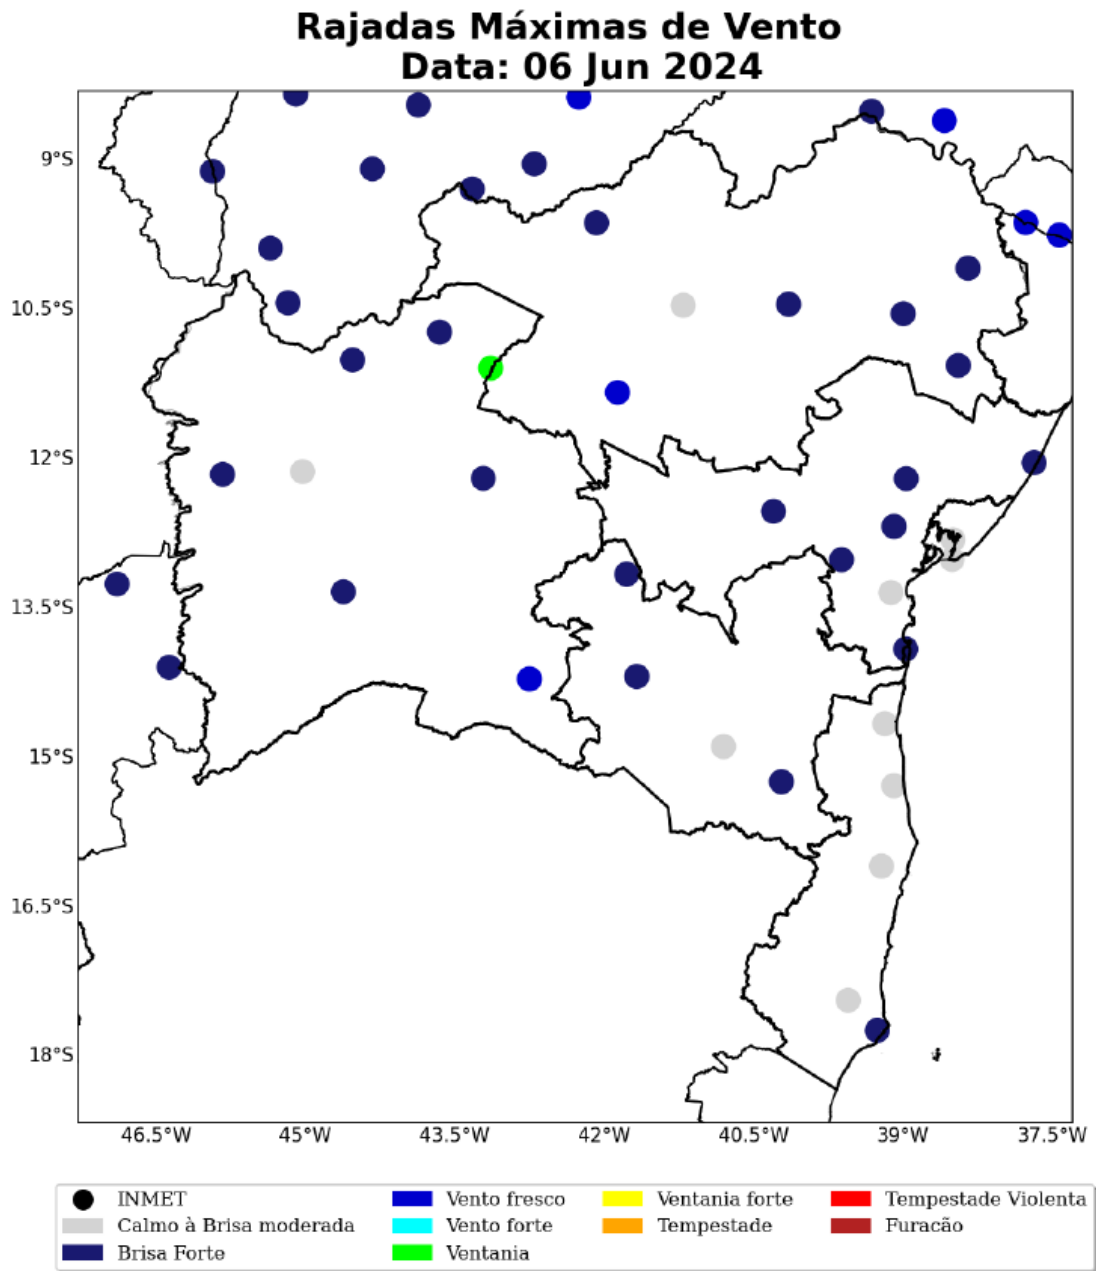 Rajadas Máximas de Vento
Data: 06 Jun 2024
9°S
10.5°S
12°S
13.5°S
15°S
16.5°S
18°S
46.5°W 45°W 43.5°W 42°W 40.5°W 39°W 37.5°W
INMET Vento fresco Ventania forte Tempestade Violenta
Calmo à Brisa moderada Vento forte Tempestade Furacão
Brisa Forte Ventania